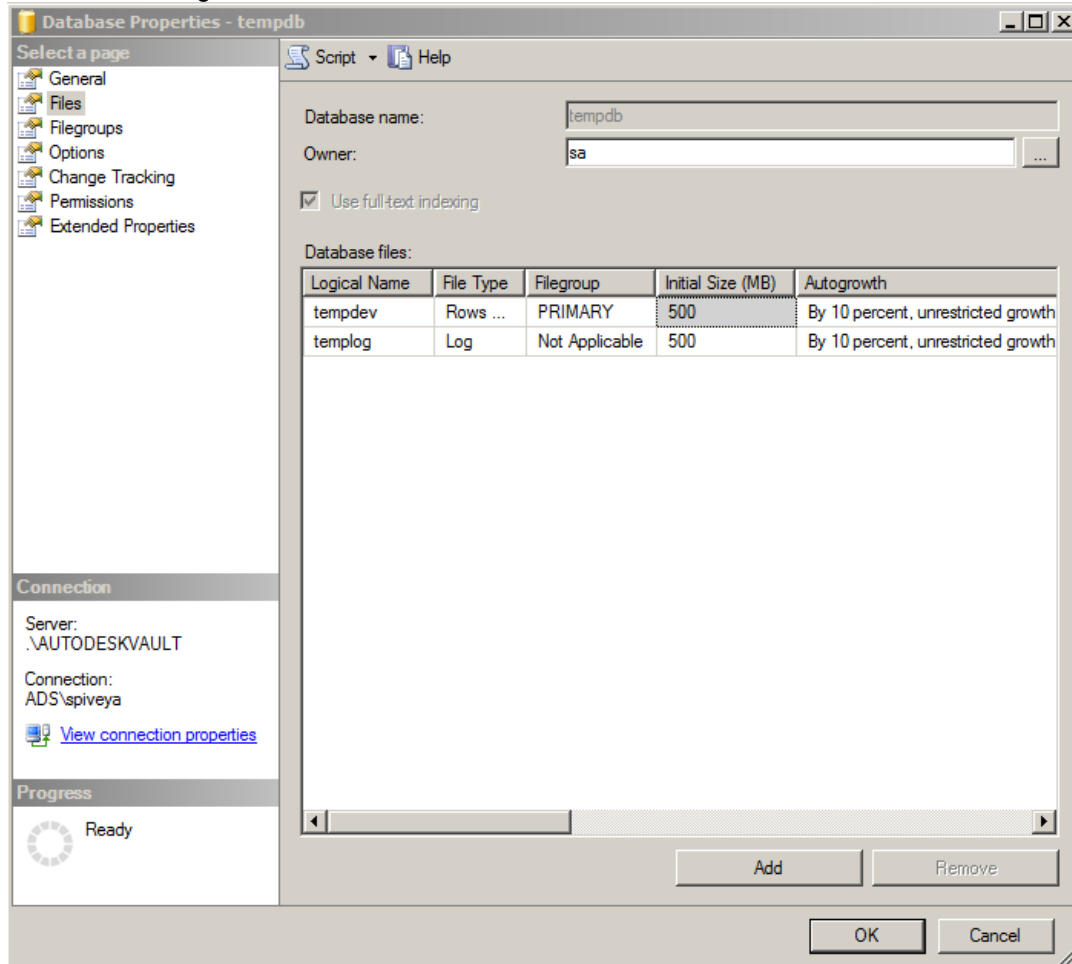 Database Properties - tempdb
Select a page
General
Files
Filegroups
Options
Change Tracking
Permissions
Extended Properties
Script Help
Database name: tempdb
Owner: sa ...
Use full-text indexing
Database files:
Logical Name File Type Filegroup Initial Size (MB) Autogrowth
tempdev Rows ... PRIMARY 500 By 10 percent, unrestricted growth
templog Log Not Applicable 500 By 10 percent, unrestricted growth
Connection
Server:
.\AUTODESKVAULT
Connection:
ADS\spiveya
View connection properties
Progress
Ready
Add Remove
OK Cancel